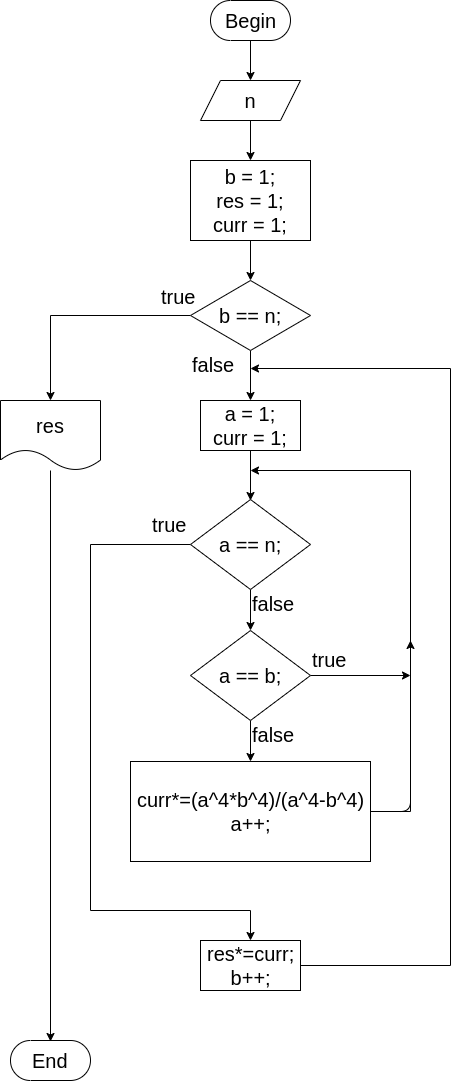 Begin
n
b = 1;
res = 1;
curr = 1;
true
b == n;
false
res
a = 1;
curr = 1;
true
a == n;
false
true
a == b;
false
curr*=(a^4*b^4)/(a^4-b^4)
a++;
res*=curr;
b++;
End